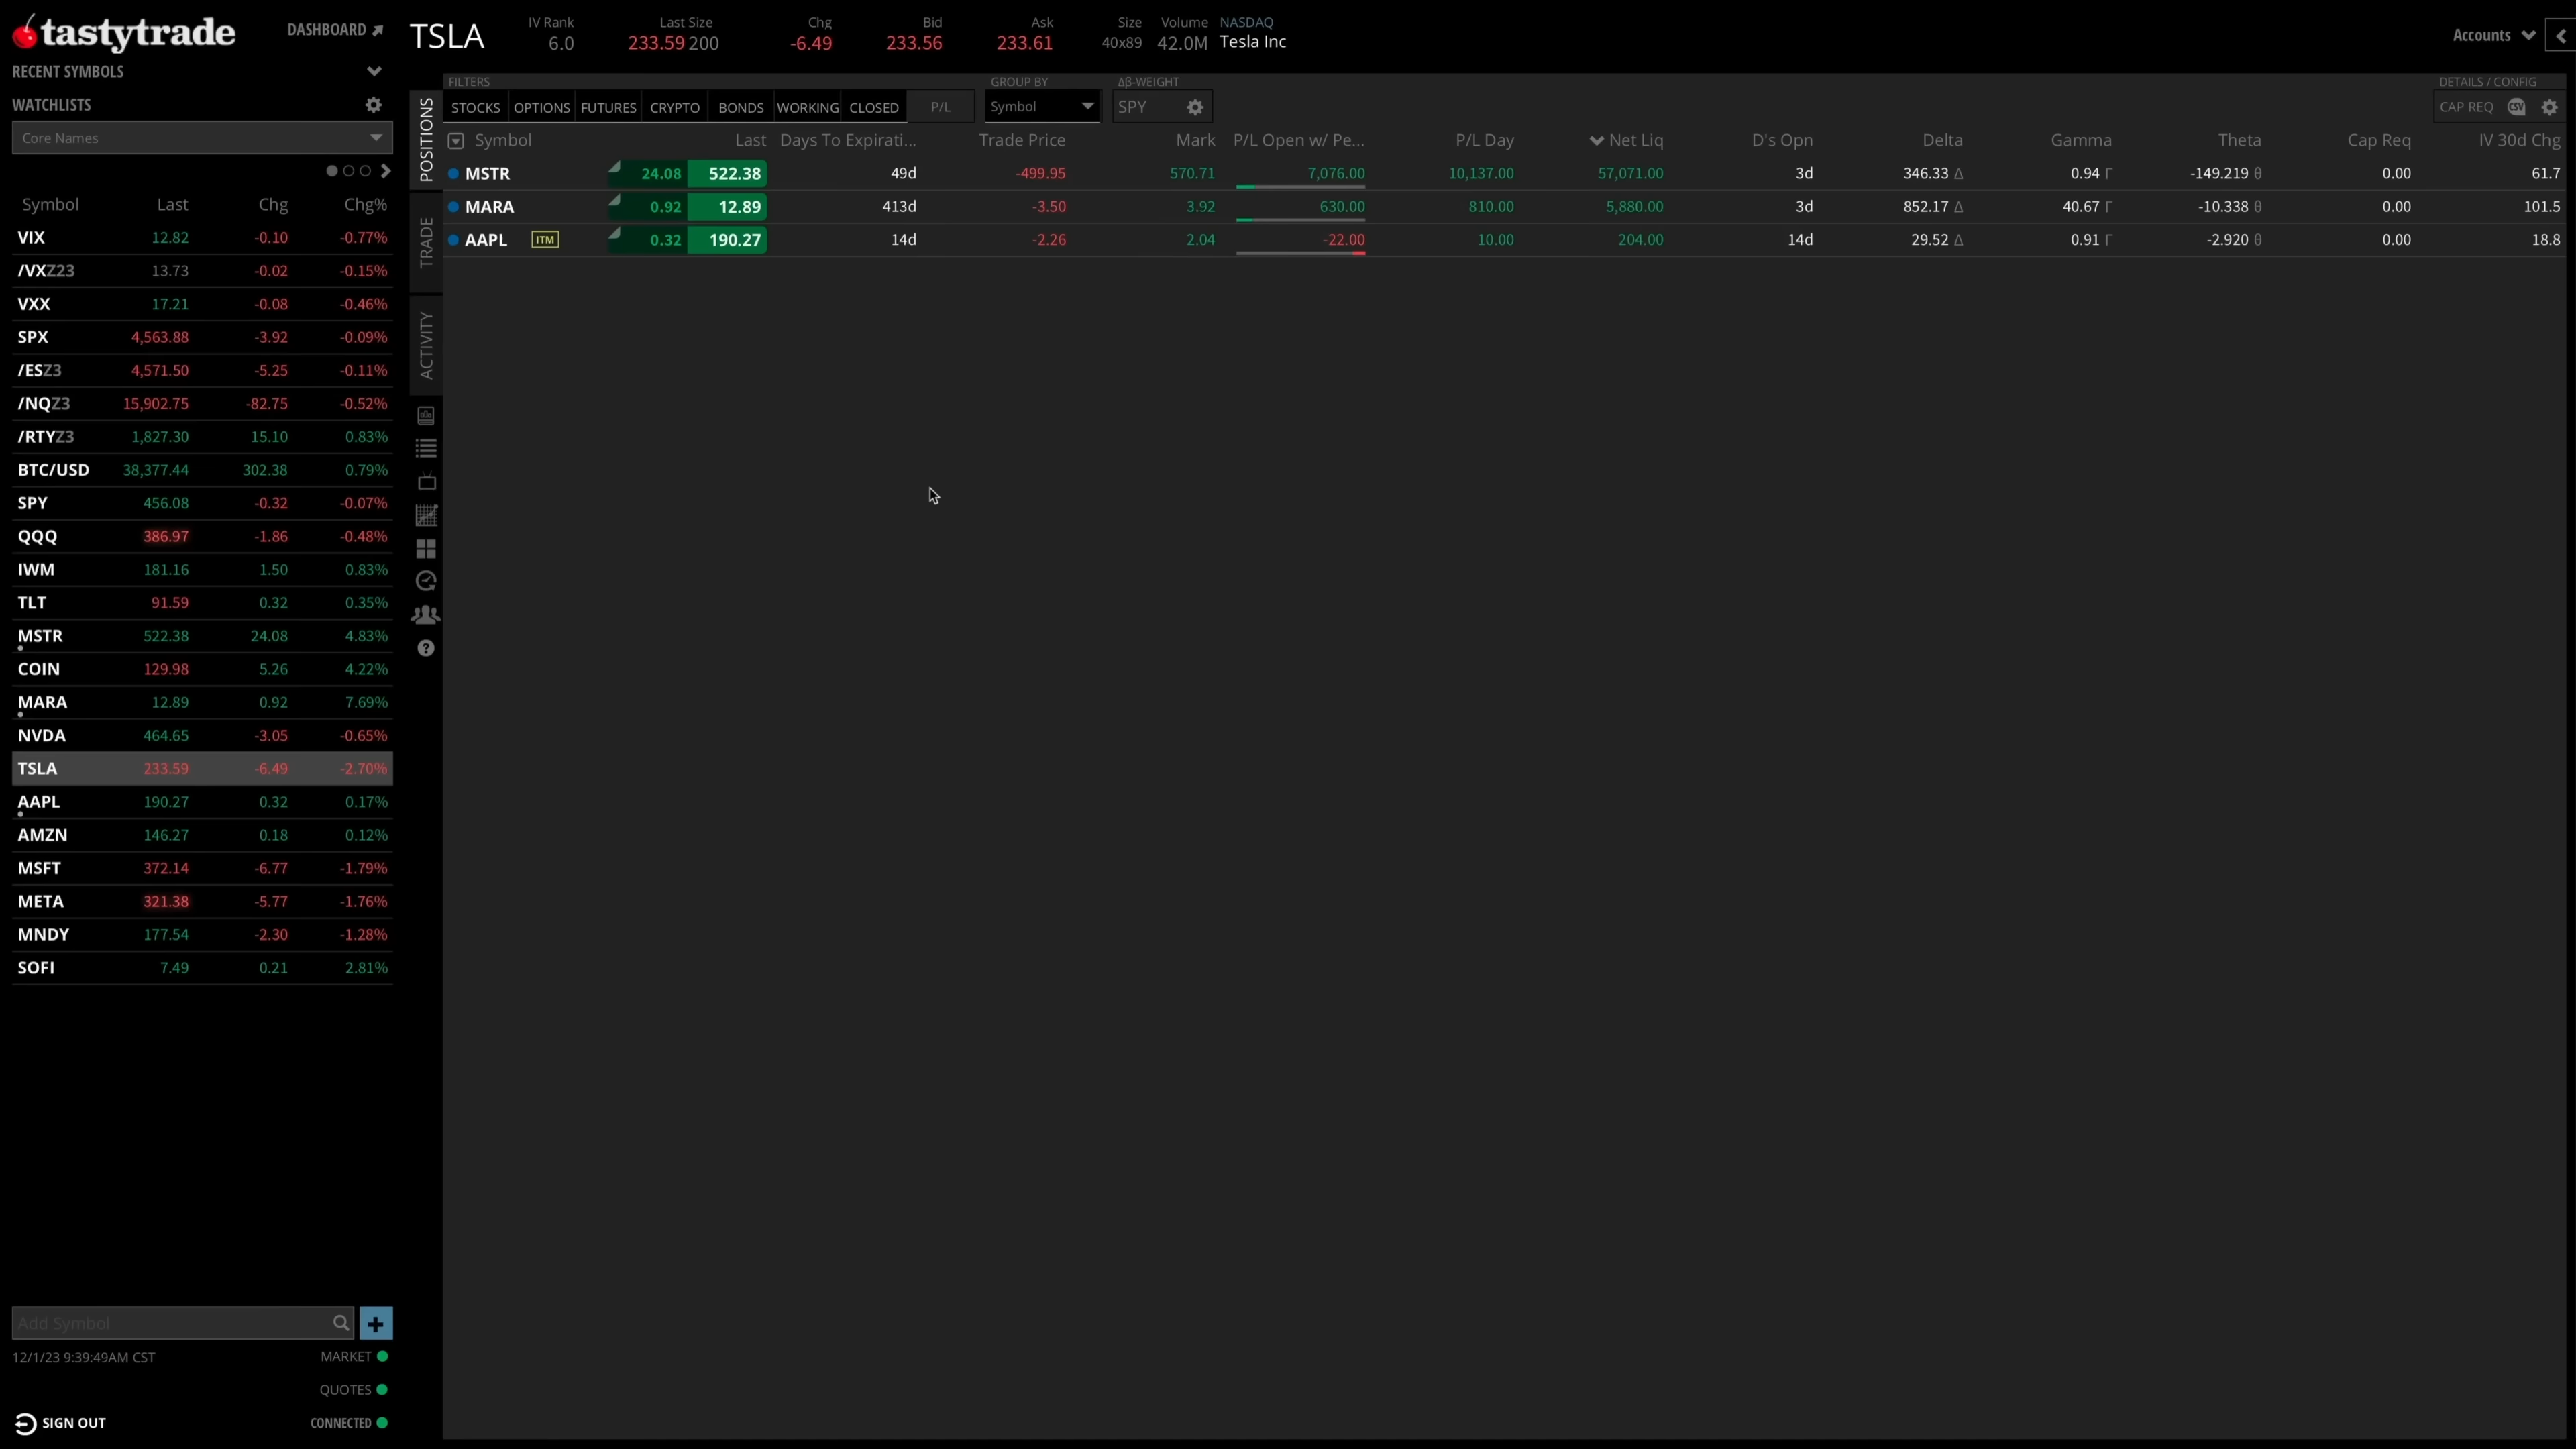 tastytrade
DASHBOARD
RECENT SYMBOLS
WATCHLISTS
Core Names
Symbol Last Chg Chg%
VIX 12.82 -0.10 -0.77%
/VXZ23 13.73 -0.02 -0.15%
VXX 17.21 -0.08 -0.46%
SPX 4,563.88 -3.92 -0.09%
/ESZ3 4,571.50 -5.25 -0.11%
/NQZ3 15,902.75 -82.75 -0.52%
/RTYZ3 1,827.30 15.10 0.83%
BTC/USD 38,377.44 302.38 0.79%
SPY 456.08 -0.32 -0.07%
QQQ 386.97 -1.86 -0.48%
IWM 181.16 1.50 0.83%
TLT 91.59 0.32 0.35%
MSTR 522.38 24.08 4.83%
COIN 129.98 5.26 4.22%
MARA 12.89 0.92 7.69%
NVDA 464.65 -3.05 -0.65%
TSLA 233.59 -6.49 -2.70%
AAPL 190.27 0.32 0.17%
AMZN 146.27 0.18 0.12%
MSFT 372.14 -6.77 -1.79%
META 321.38 -5.77 -1.76%
MNDY 177.54 -2.30 -1.28%
SOFI 7.49 0.21 2.81%
Add Symbol
12/1/23 9:39:49AM CST MARKET
QUOTES
SIGN OUT CONNECTED
TSLA
IV Rank Last Size Chg Bid Ask Size Volume NASDAQ
6.0 233.59 200 -6.49 233.56 233.61 40x89 42.0M Tesla Inc
Accounts
POSITIONS
TRADE
ACTIVITY
FILTERS GROUP BY Δβ-WEIGHT DETAILS / CONFIG
STOCKS OPTIONS FUTURES CRYPTO BONDS WORKING CLOSED P/L Symbol SPY CAP REQ CSV
Symbol Last Days To Expirati... Trade Price Mark P/L Open w/ Pe... P/L Day Net Liq D's Opn Delta Gamma Theta Cap Req IV 30d Chg
MSTR 24.08 522.38 49d -499.95 570.71 7,076.00 10,137.00 57,071.00 3d 346.33 Δ 0.94 Γ -149.219 θ 0.00 61.7
MARA 0.92 12.89 413d -3.50 3.92 630.00 810.00 5,880.00 3d 852.17 Δ 40.67 Γ -10.338 θ 0.00 101.5
AAPL ITM 0.32 190.27 14d -2.26 2.04 -22.00 10.00 204.00 14d 29.52 Δ 0.91 Γ -2.920 θ 0.00 18.8